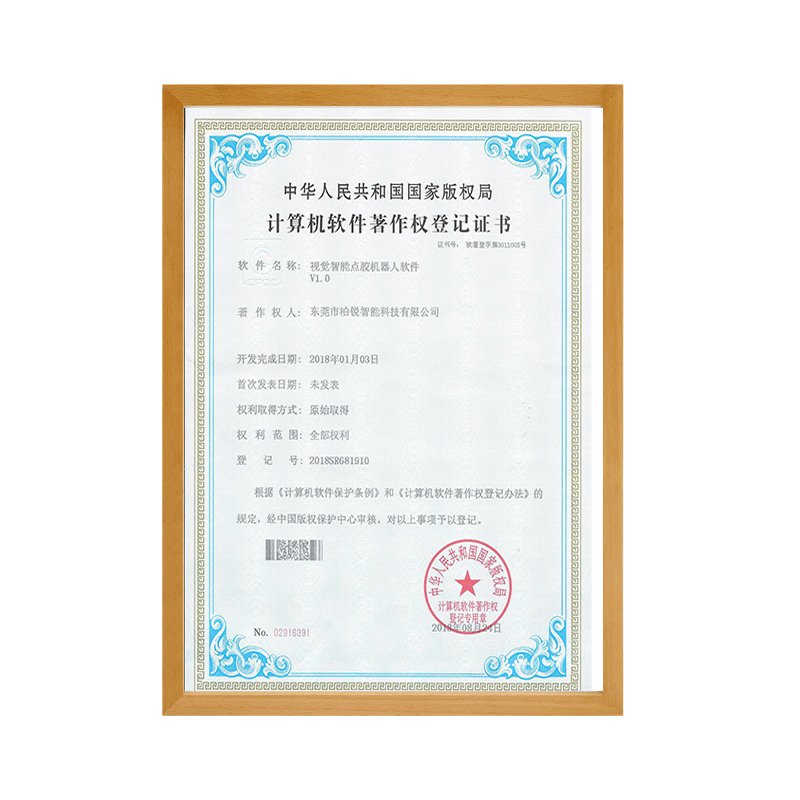 中华人民共和国国家版权局
计算机软件著作权登记证书
证书号： 软著登字第3011005号
软件名称： 视觉智能点胶机器人软件
V1.0
著作权人： 东莞市柏锐智能科技有限公司
开发完成日期： 2018年01月03日
首次发表日期： 未发表
权利取得方式： 原始取得
权利范围： 全部权利
登记号： 2018SR681910
根据《计算机软件保护条例》和《计算机软件著作权登记办法》的
规定，经中国版权保护中心审核，对以上事项予以登记。
中华人民共和国国家版权局
计算机软件著作权
登记专用章
No. 02916391
2018年08月24日